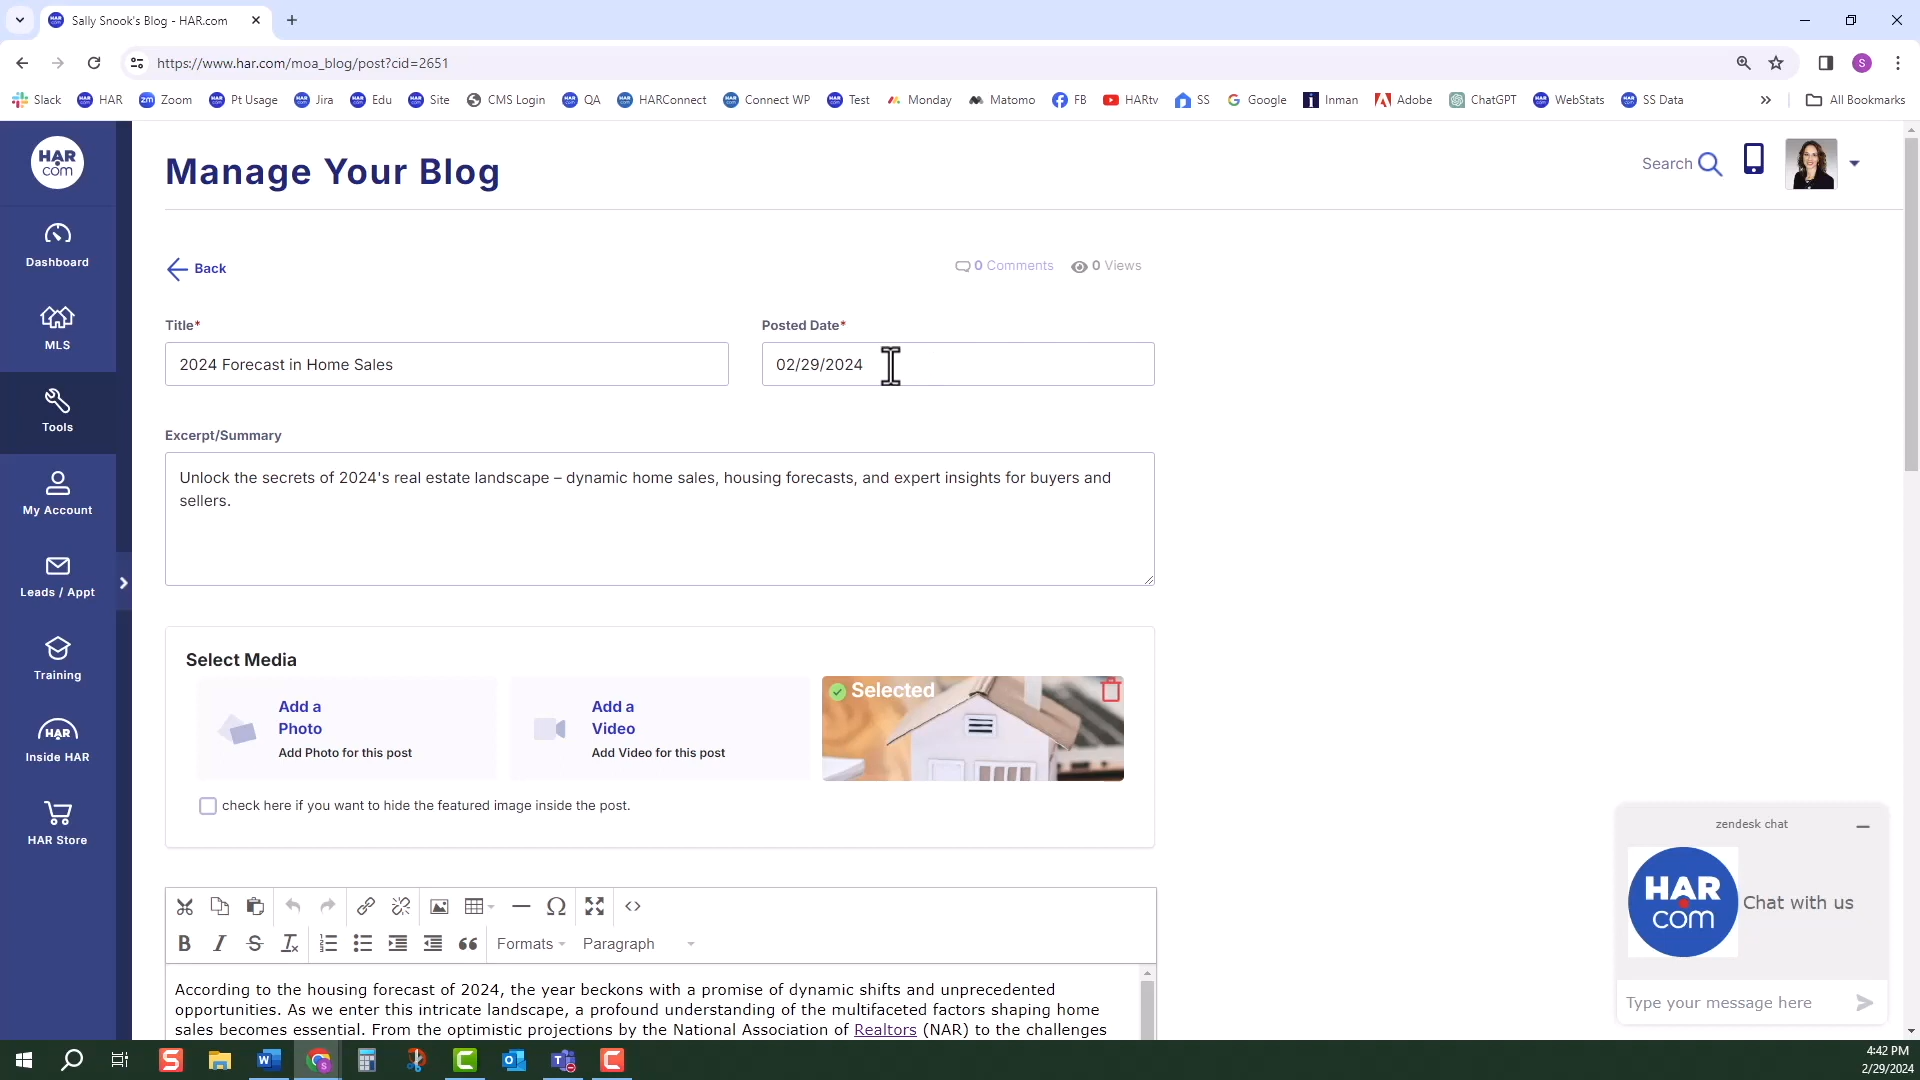 Sally Snook's Blog - HAR.com
https://www.har.com/moa_blog/post?cid=2651
S
Slack HAR Zoom Pt Usage Jira Edu Site CMS Login QA HARConnect Connect WP Test Monday Matomo FB HARtv SS Google Inman Adobe ChatGPT WebStats SS Data » All Bookmarks
HAR
com
Manage Your Blog
Search
Dashboard
MLS
Tools
My Account
Leads / Appt
Training
HAR
Inside HAR
HAR Store
Back
0 Comments 0 Views
Title* Posted Date*
2024 Forecast in Home Sales 02/29/2024
Excerpt/Summary
Unlock the secrets of 2024's real estate landscape – dynamic home sales, housing forecasts, and expert insights for buyers and
sellers.
Select Media
Add a
Photo
Add Photo for this post
Add a
Video
Add Video for this post
Selected
check here if you want to hide the featured image inside the post.
Formats Paragraph
According to the housing forecast of 2024, the year beckons with a promise of dynamic shifts and unprecedented
opportunities. As we enter this intricate landscape, a profound understanding of the multifaceted factors shaping home
sales becomes essential. From the optimistic projections by the National Association of Realtors (NAR) to the challenges
zendesk chat
HAR
com
Chat with us
Type your message here
4:42 PM
2/29/2024